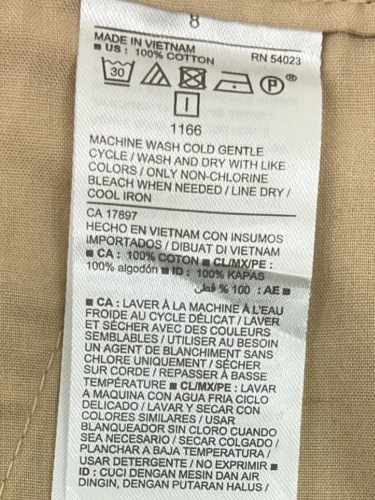 8
MADE IN VIETNAM
■ US : 100% COTTON RN 54023
30 P ®
1166
MACHINE WASH COLD GENTLE
CYCLE / WASH AND DRY WITH LIKE
COLORS / ONLY NON-CHLORINE
BLEACH WHEN NEEDED / LINE DRY /
COOL IRON
CA 17897
HECHO EN VIETNAM CON INSUMOS
IMPORTADOS / DIBUAT DI VIETNAM
■ CA : 100% COTON ■ CL/MX/PE :
100% algodón ■ ID : 100% KAPAS
■ AE : 100 % قطن
■ CA : LAVER À LA MACHINE À L'EAU
FROIDE AU CYCLE DÉLICAT / LAVER
ET SÉCHER AVEC DES COULEURS
SEMBLABLES / UTILISER AU BESOIN
UN AGENT DE BLANCHIMENT SANS
CHLORE UNIQUEMENT / SÉCHER
SUR CORDE / REPASSER À BASSE
TEMPÉRATURE ■ CL/MX/PE : LAVAR
A MAQUINA CON AGUA FRIA CICLO
DELICADO / LAVAR Y SECAR CON
COLORES SIMILARES / USAR
BLANQUEADOR SIN CLORO CUANDO
SEA NECESARIO / SECAR COLGADO /
PLANCHAR A BAJA TEMPERATURA /
USAR DETERGENTE / NO EXPRIMIR ■
ID : CUCI DENGAN MESIN DAN AIR
DINGIN, DENGAN PUTARAN HALUS /